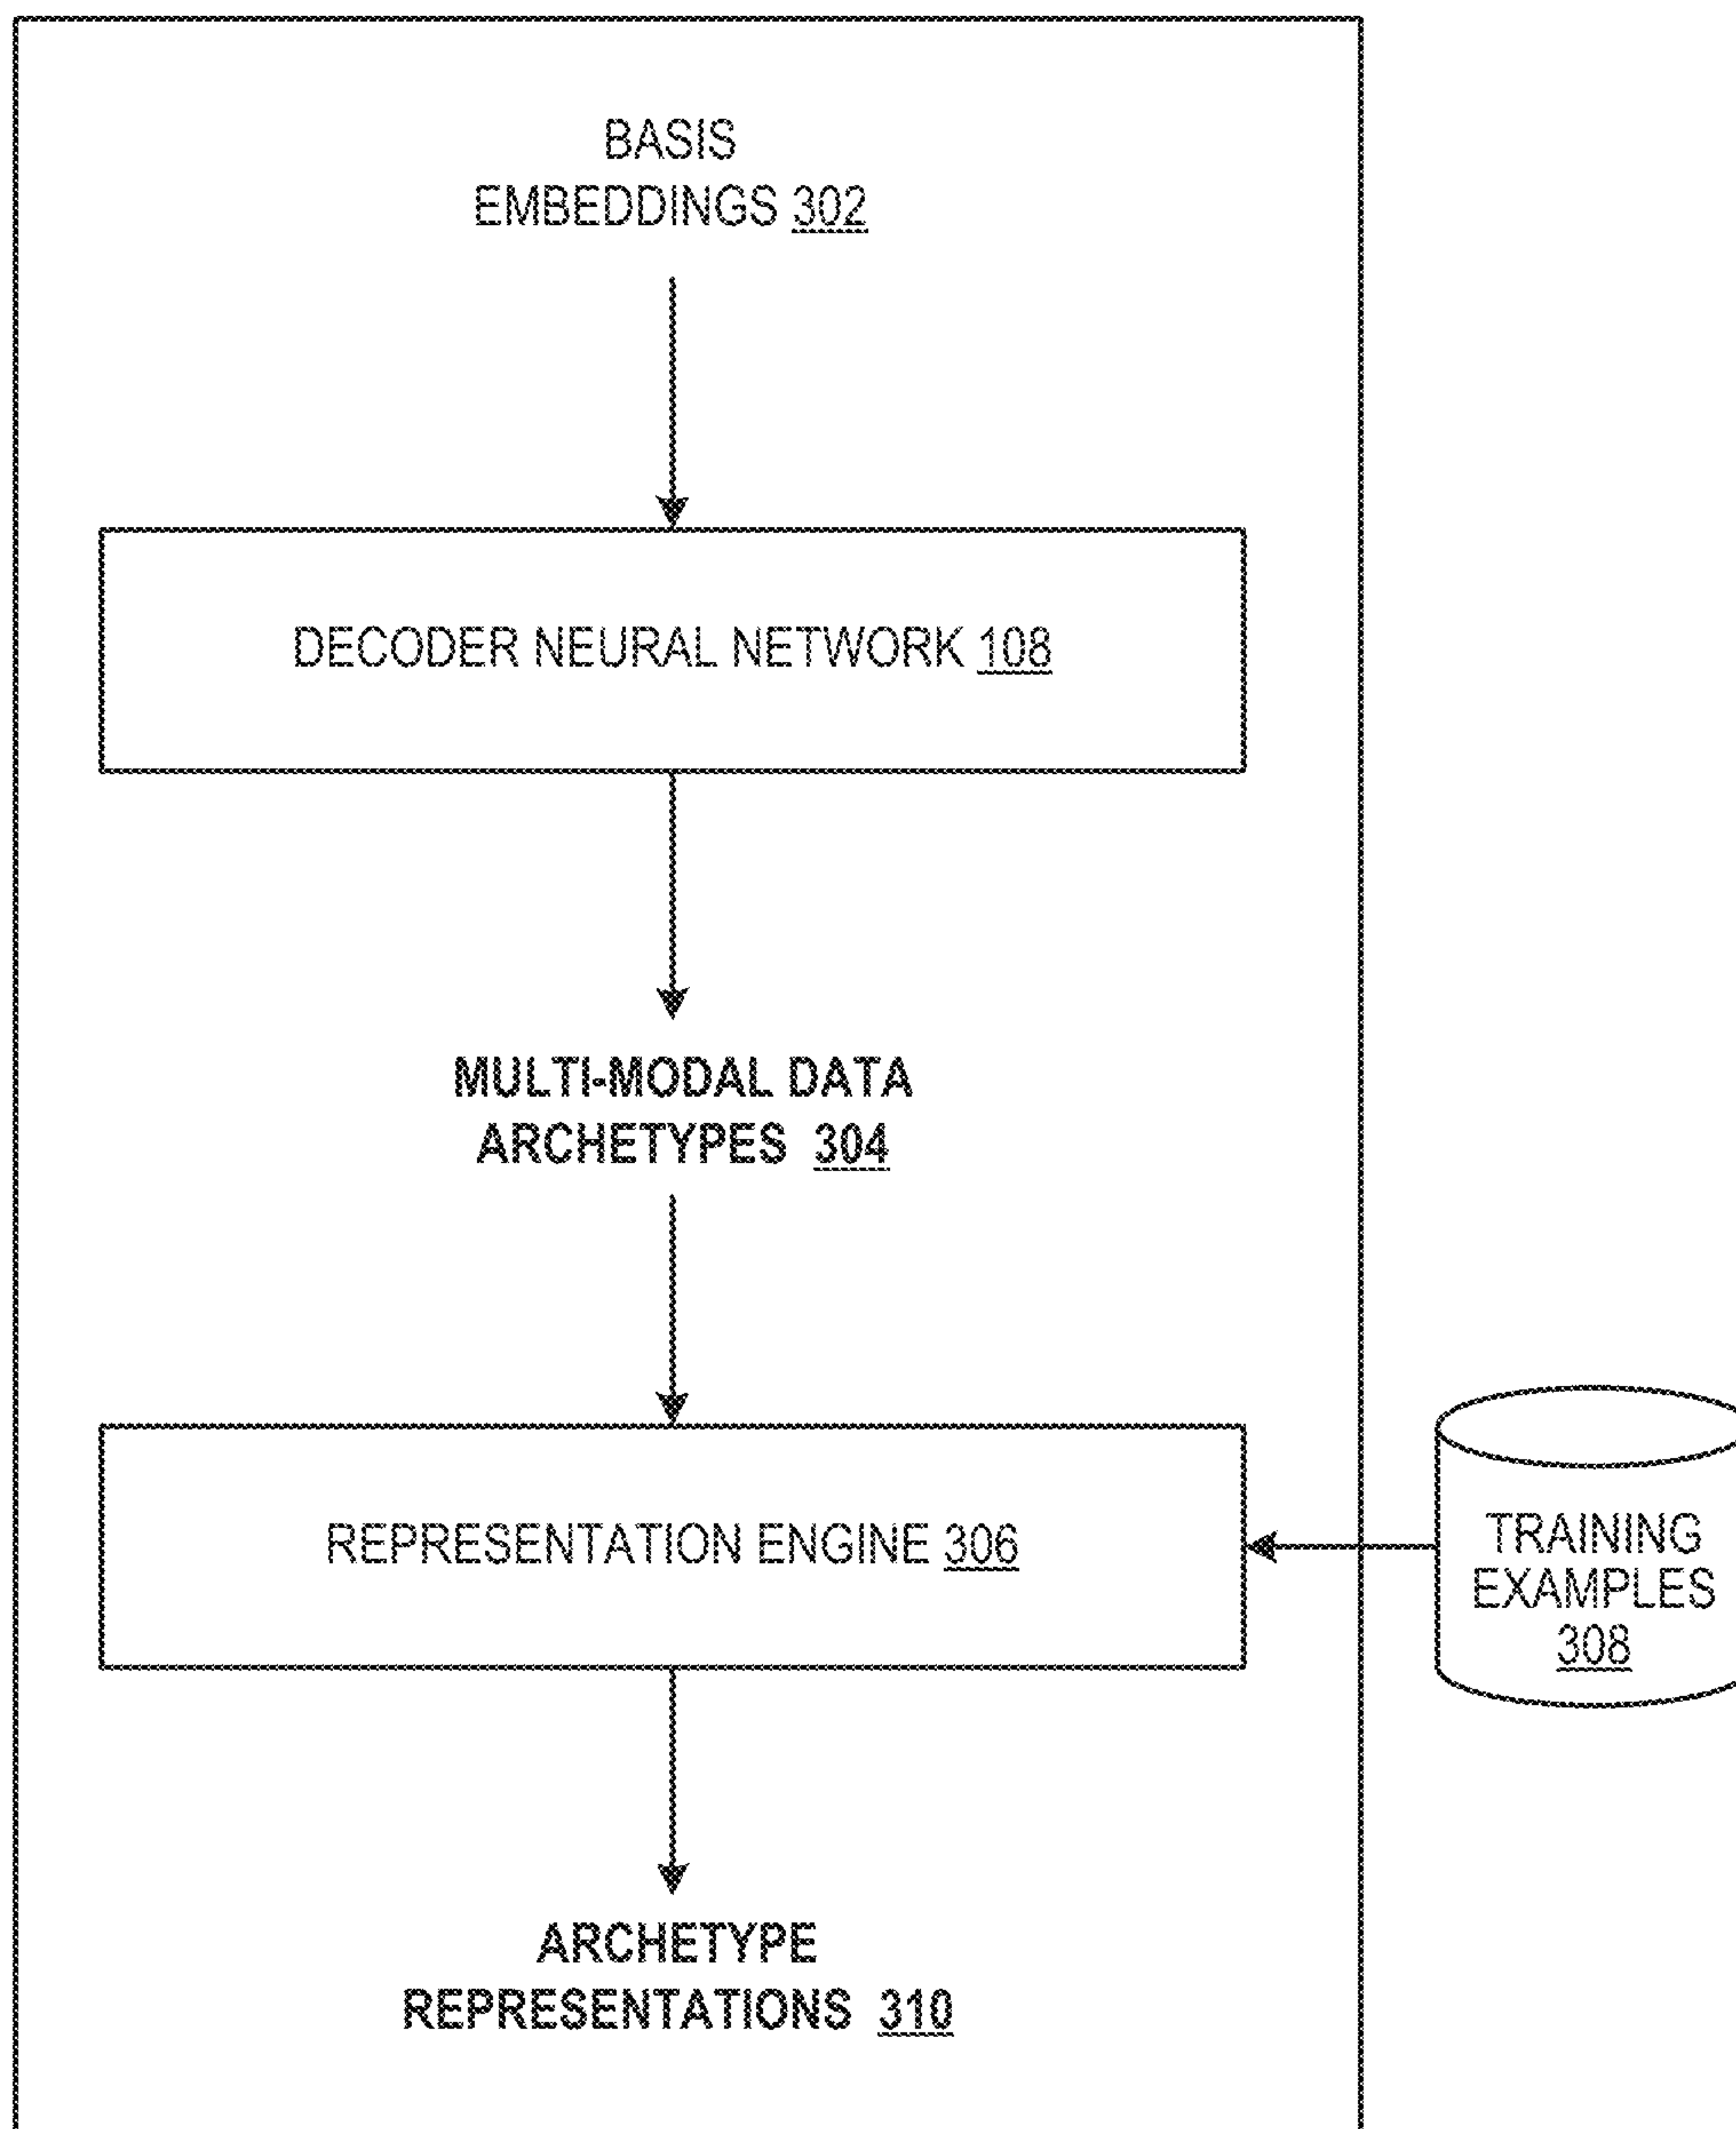 BASIS
EMBEDDINGS 302
DECODER NEURAL NETWORK 108
MULTI-MODAL DATA
ARCHETYPES 304
REPRESENTATION ENGINE 306
TRAINING
EXAMPLES
308
ARCHETYPE
REPRESENTATIONS 310